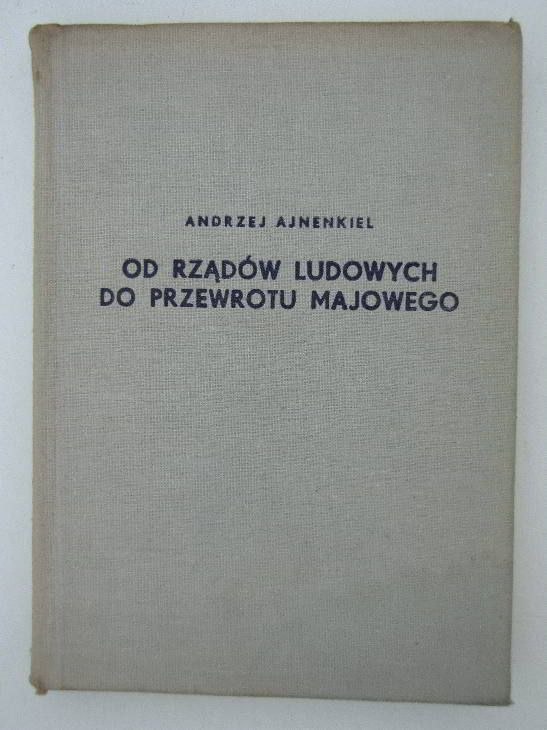 ANDRZEJ AJNENKIEL
OD RZĄDÓW LUDOWYCH
DO PRZEWROTU MAJOWEGO